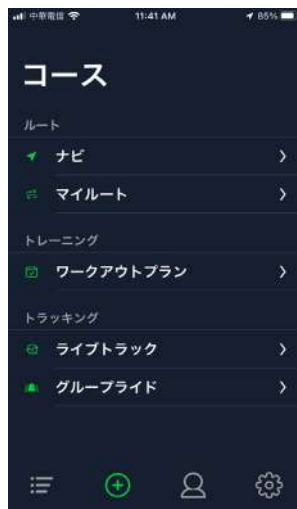 中華電信 11:41 AM 85%
コース
ルート
ナビ
マイルート
トレーニング
ワークアウトプラン
トラッキング
ライブトラック
グループライド